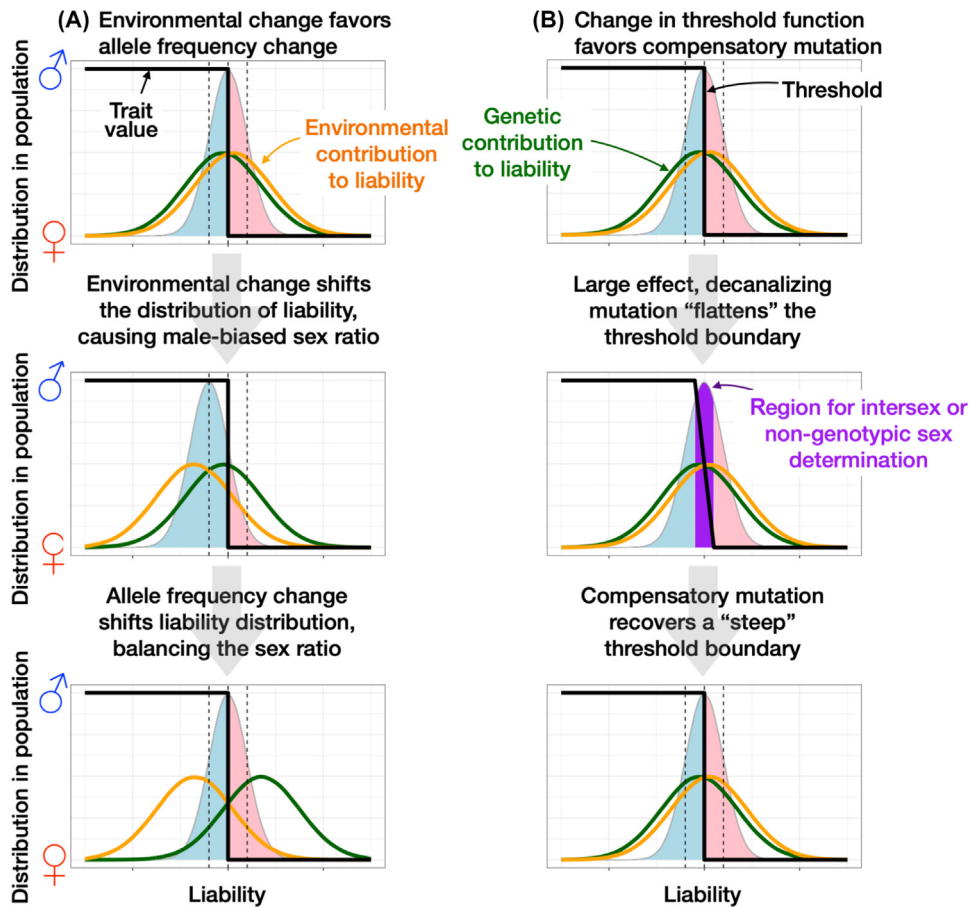 (A) Environmental change favors
allele frequency change
Distribution in population
♂
♀
Trait
value
Environmental
contribution
to liability
Environmental change shifts
the distribution of liability,
causing male-biased sex ratio
Distribution in population
♂
♀
Allele frequency change
shifts liability distribution,
balancing the sex ratio
Distribution in population
♂
♀
Liability
(B) Change in threshold function
favors compensatory mutation
Threshold
Genetic
contribution
to liability
Large effect, decanalizing
mutation “flattens” the
threshold boundary
Region for intersex or
non-genotypic sex
determination
Compensatory mutation
recovers a “steep”
threshold boundary
Liability